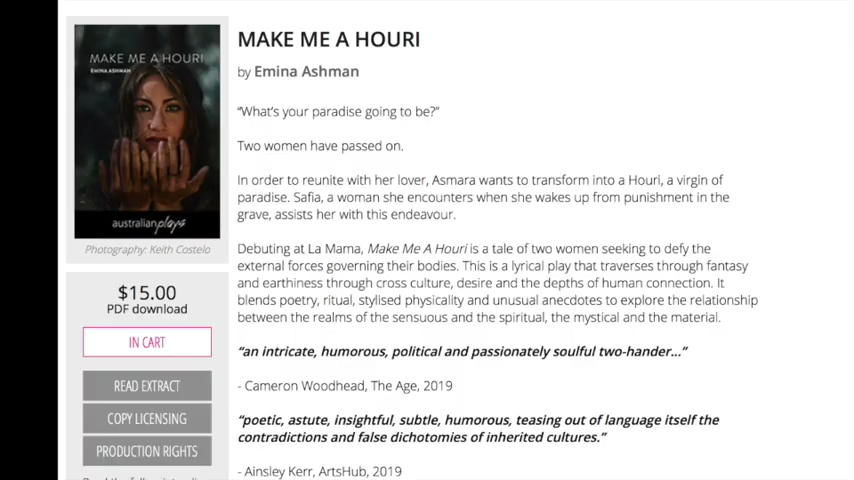 MAKE ME A HOURI
EMINA ASHMAN
australianplays
Photography: Keith Costelo
$15.00
PDF download
IN CART
READ EXTRACT
COPY LICENSING
PRODUCTION RIGHTS
MAKE ME A HOURI
by Emina Ashman
“What's your paradise going to be?”
Two women have passed on.
In order to reunite with her lover, Asmara wants to transform into a Houri, a virgin of
paradise. Safia, a woman she encounters when she wakes up from punishment in the
grave, assists her with this endeavour.
Debuting at La Mama, Make Me A Houri is a tale of two women seeking to defy the
external forces governing their bodies. This is a lyrical play that traverses through fantasy
and earthiness through cross culture, desire and the depths of human connection. It
blends poetry, ritual, stylised physicality and unusual anecdotes to explore the relationship
between the realms of the sensuous and the spiritual, the mystical and the material.
“an intricate, humorous, political and passionately soulful two-hander...”
- Cameron Woodhead, The Age, 2019
“poetic, astute, insightful, subtle, humorous, teasing out of language itself the
contradictions and false dichotomies of inherited cultures.”
- Ainsley Kerr, ArtsHub, 2019